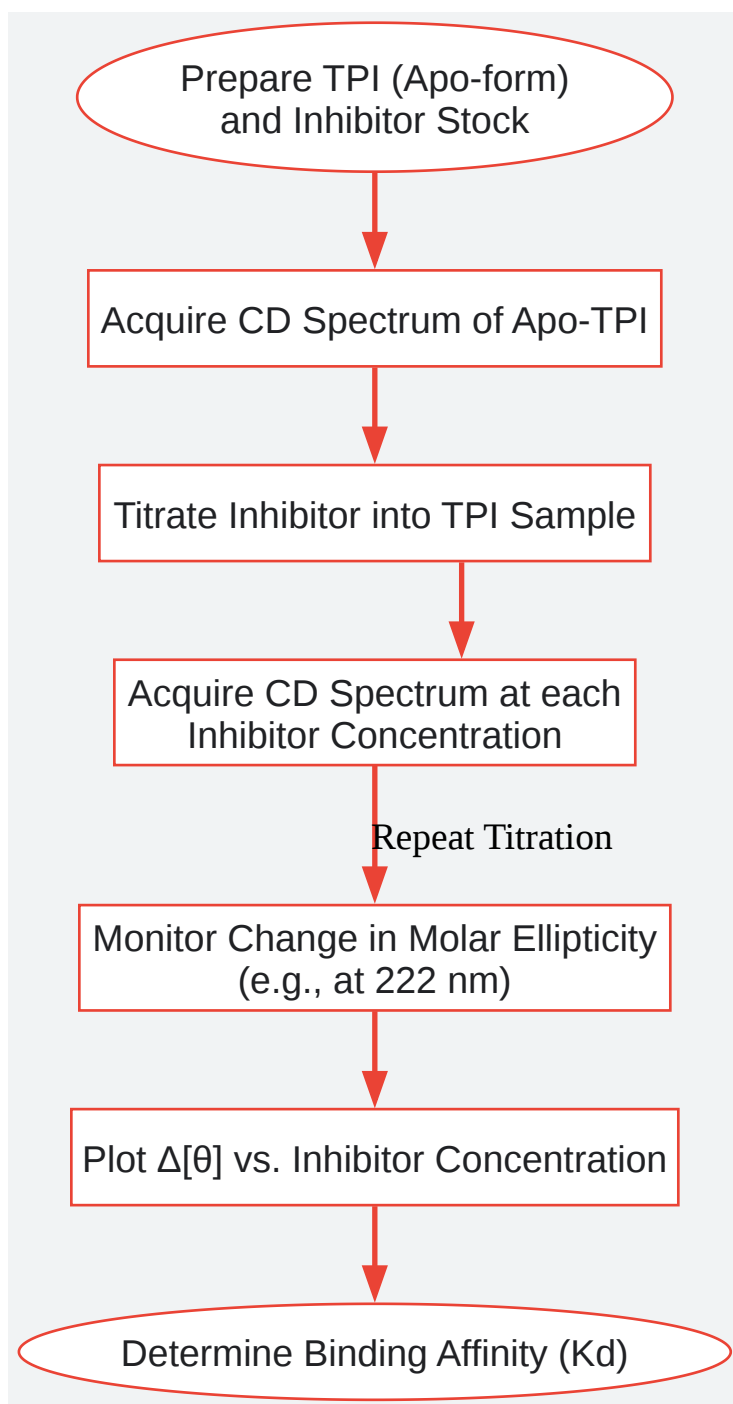 Prepare TPI (Apo-form)
and Inhibitor Stock
Acquire CD Spectrum of Apo-TPI
Titrate Inhibitor into TPI Sample
Acquire CD Spectrum at each
Inhibitor Concentration
Repeat Titration
Monitor Change in Molar Ellipticity
(e.g., at 222 nm)
Plot Δ[θ] vs. Inhibitor Concentration
Determine Binding Affinity (Kd)